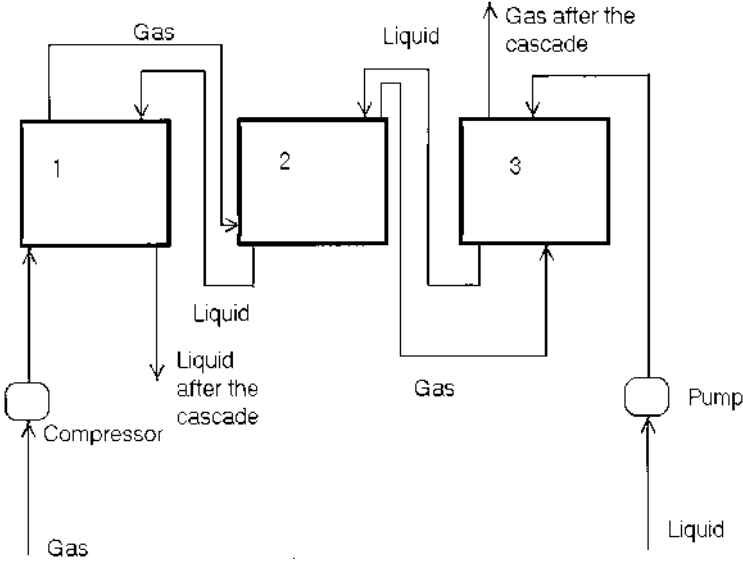 Gas
Liquid
Gas after the
cascade
1
2
3
Liquid
Liquid
after the
cascade
Gas
Compressor
Pump
Gas
Liquid